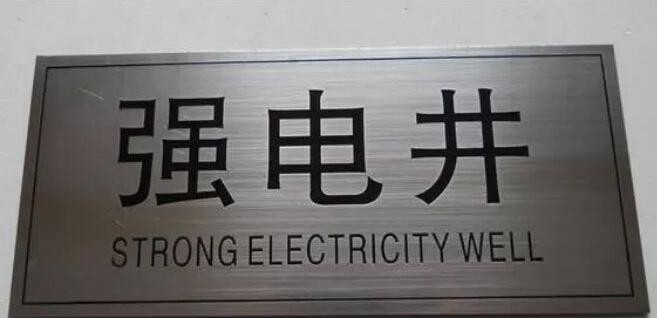 强电井
STRONG ELECTRICITY WELL